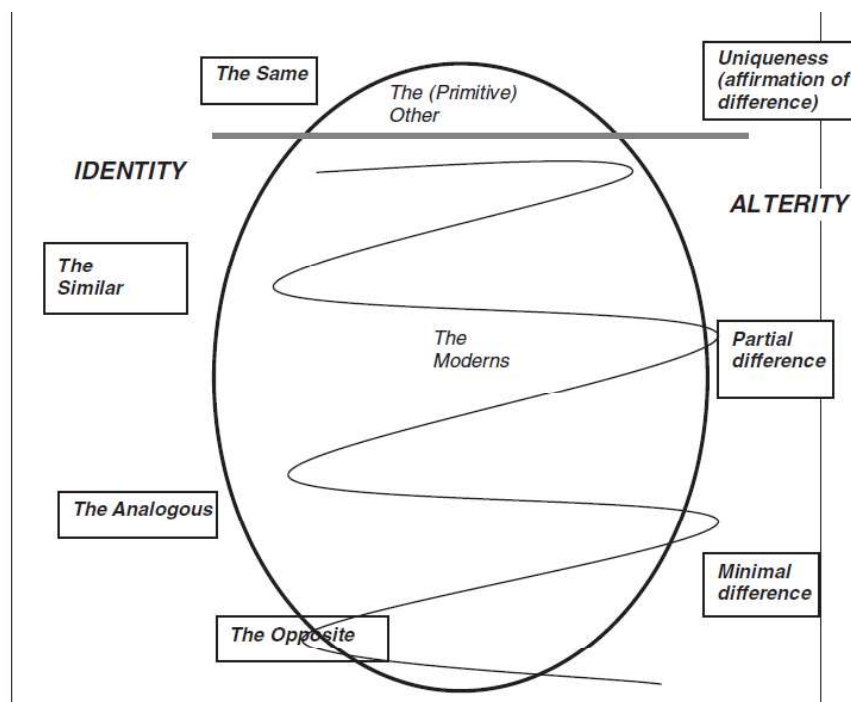 The Same
The (Primitive)
Other
Uniqueness
(affirmation of
difference)
IDENTITY
ALTERITY
The
Similar
The
Moderns
Partial
difference
The Analogous
Minimal
difference
The Opposite